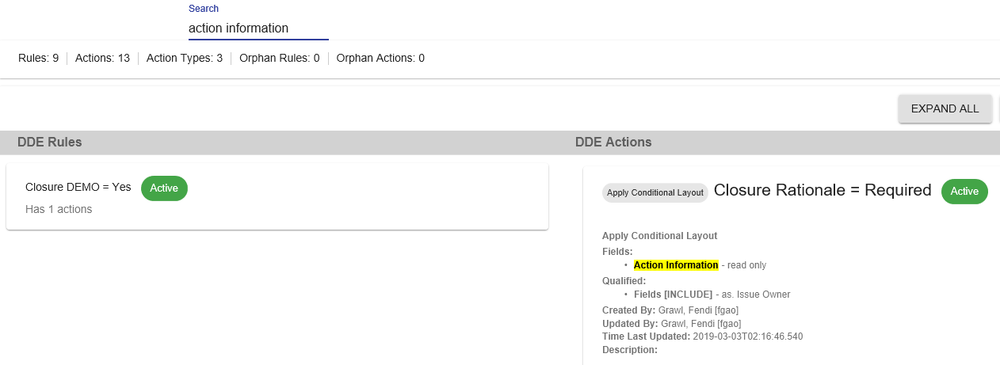 Search
action information
Rules: 9 Actions: 13 Action Types: 3 Orphan Rules: 0 Orphan Actions: 0
EXPAND ALL
DDE Rules DDE Actions
Closure DEMO = Yes Active
Has 1 actions
Apply Conditional Layout Closure Rationale = Required Active
Apply Conditional Layout
Fields:
• Action Information - read only
Qualified:
• Fields [INCLUDE] - as. Issue Owner
Created By: Grawl, Fendi [fgao]
Updated By: Grawl, Fendi [fgao]
Time Last Updated: 2019-03-03T02:16:46.540
Description: